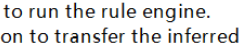 to run the rule engine.
on to transfer the inferred